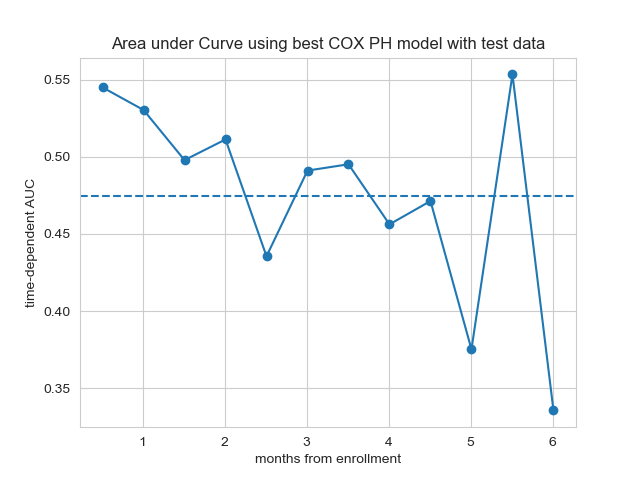 Area under Curve using best COX PH model with test data
time-dependent AUC
0.55
0.50
0.45
0.40
0.35
1 2 3 4 5 6
months from enrollment